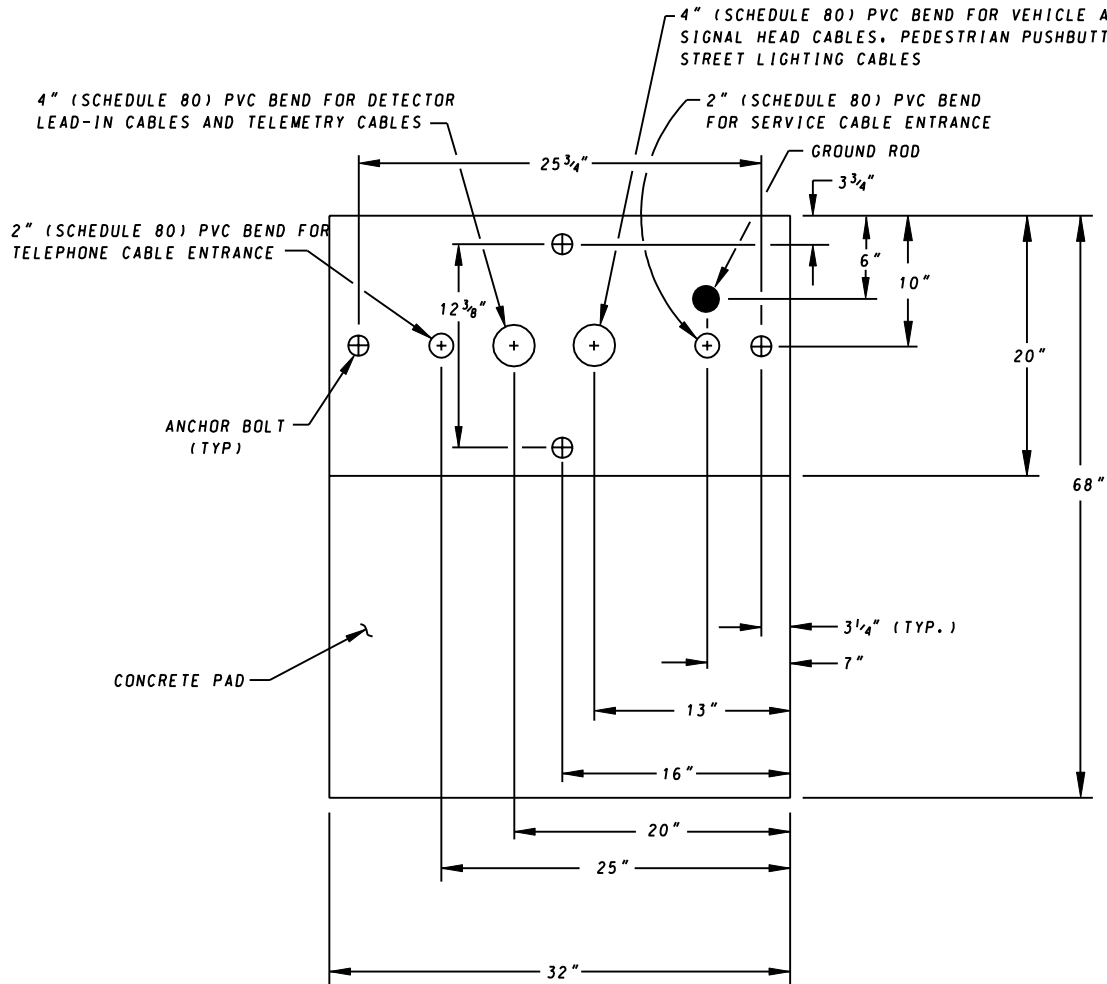 4" (SCHEDULE 80) PVC BEND FOR VEHICLE
SIGNAL HEAD CABLES, PEDESTRIAN
STREET LIGHTING CABLES
4" (SCHEDULE 80) PVC BEND FOR DETECTOR
LEAD-IN CABLES AND TELEMETRY CABLES
2" (SCHEDULE 80) PVC BEND
FOR SERVICE CABLE ENTRANCE
GROUND ROD
25 3/4"
3 3/4"
2" (SCHEDULE 80) PVC BEND FOR
TELEPHONE CABLE ENTRANCE
6"
10"
12 3/8"
20"
ANCHOR BOLT
(TYP)
68"
3 1/4" (TYP.)
7"
CONCRETE PAD
13"
16"
20"
25"
32"